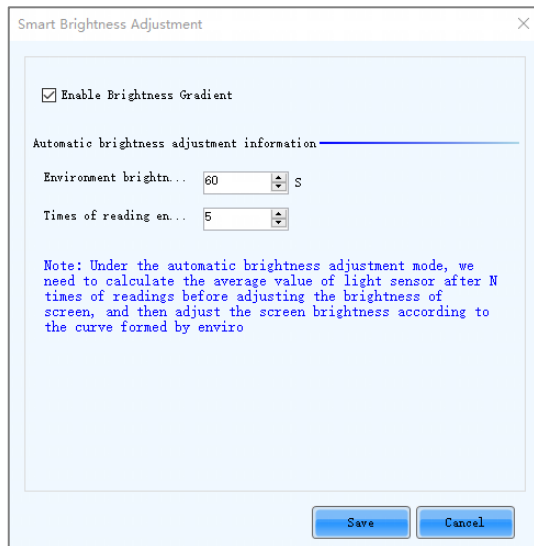 Smart Brightness Adjustment
Enable Brightness Gradient
Automatic brightness adjustment information
Environment brightn... 60 S
Times of reading en... 5
Note: Under the automatic brightness adjustment mode, we
need to calculate the average value of light sensor after N
times of readings before adjusting the brightness of
screen, and then adjust the screen brightness according to
the curve formed by enviro
Save Cancel